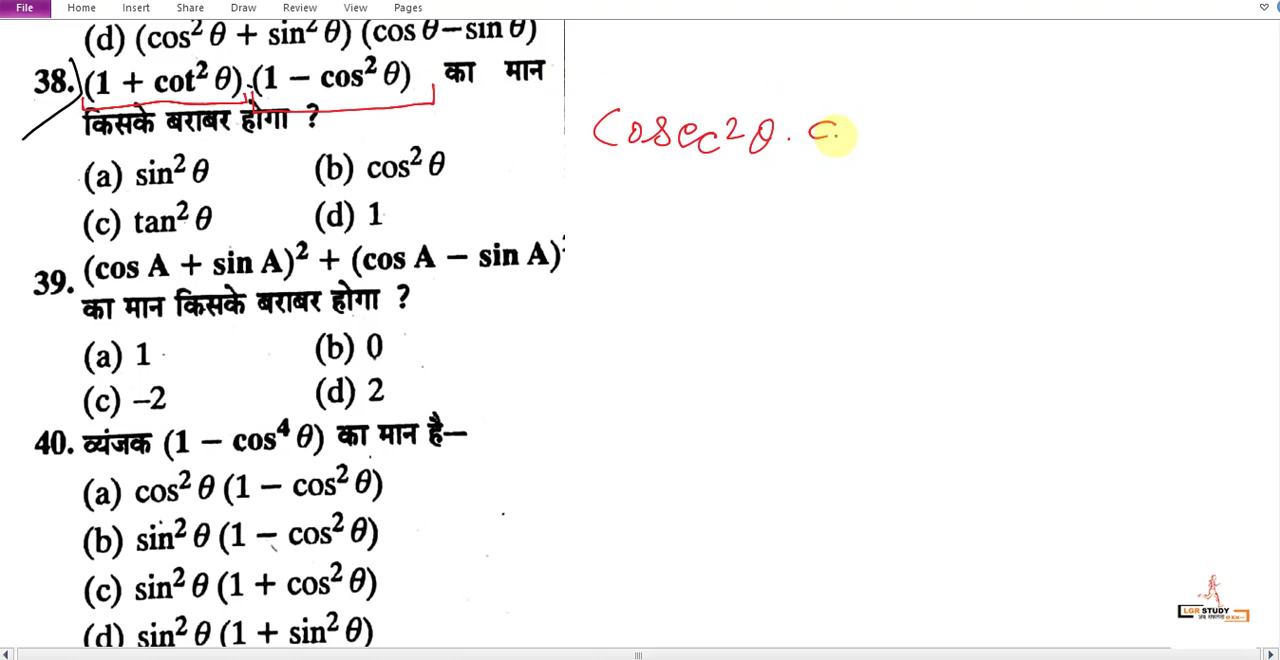 File Home Insert Share Draw Review View Pages
(d) (cos² θ + sin² θ) (cos θ – sin θ)
38. (1 + cot² θ) . (1 – cos² θ) का मान
किसके बराबर होगा ?
(a) sin² θ (b) cos² θ
(c) tan² θ (d) 1
39. (cos A + sin A)² + (cos A – sin A)
का मान किसके बराबर होगा ?
(a) 1 (b) 0
(c) –2 (d) 2
40. व्यंजक (1 – cos⁴ θ) का मान है—
(a) cos² θ (1 – cos² θ)
(b) sin² θ (1 – cos² θ)
(c) sin² θ (1 + cos² θ)
(d) sin² θ (1 + sin² θ)
Cosec²θ .
LGR STUDY